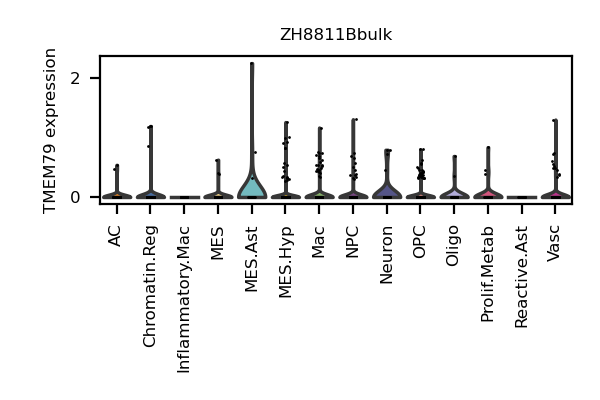 ZH8811Bbulk
TMEM79 expression
2
0
AC
Chromatin.Reg
Inflammatory.Mac
MES
MES.Ast
MES.Hyp
Mac
NPC
Neuron
OPC
Oligo
Prolif.Metab
Reactive.Ast
Vasc